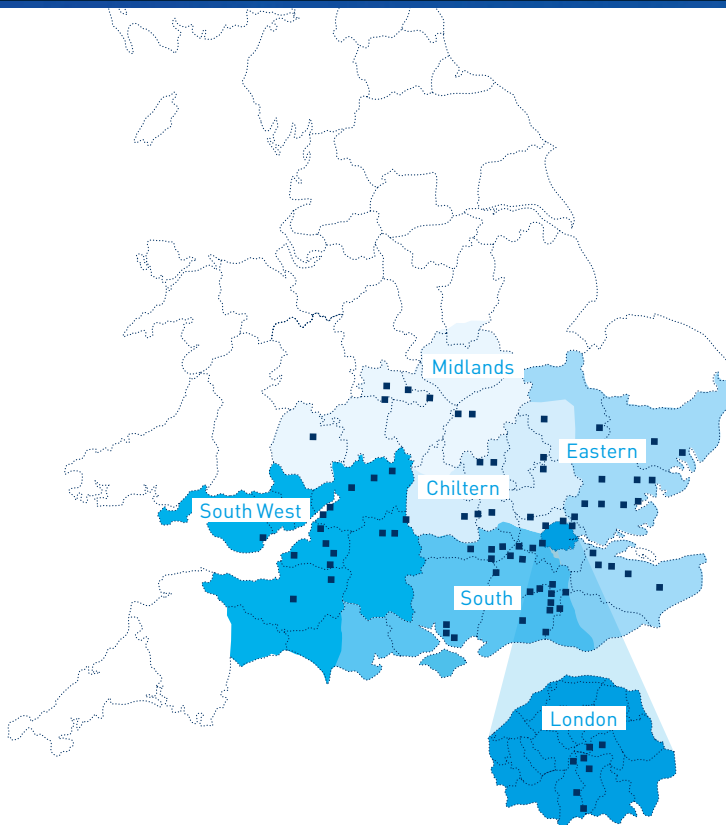 Midlands
Eastern
Chiltern
South West
South
London